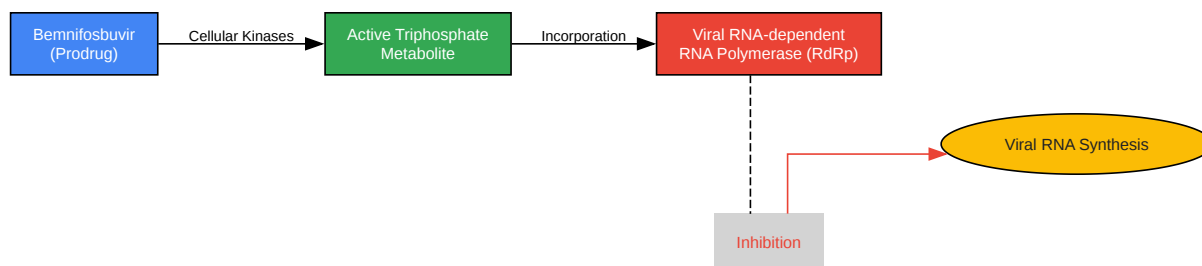 Bemnifosbuvir
(Prodrug)
Cellular Kinases
Active Triphosphate
Metabolite
Incorporation
Viral RNA-dependent
RNA Polymerase (RdRp)
Viral RNA Synthesis
Inhibition